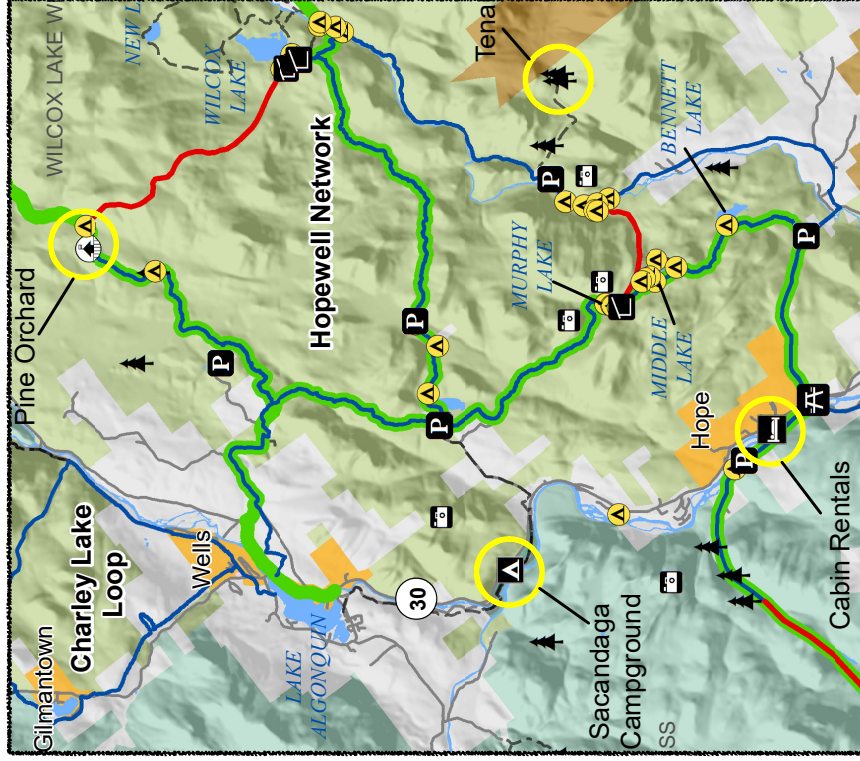 WILCOX LAKE WI
NEW L
WILCOX
LAKE
Tena
Pine Orchard
Hopewell Network
BENNETT
LAKE
MURPHY
LAKE
MIDDLE
LAKE
P
P
P
P
P
P
Charley Lake
Loop
Wells
Gilmantown
LAKE
ALGONQUIN
30
Hope
Sacandaga
Campground
Cabin Rentals
SS